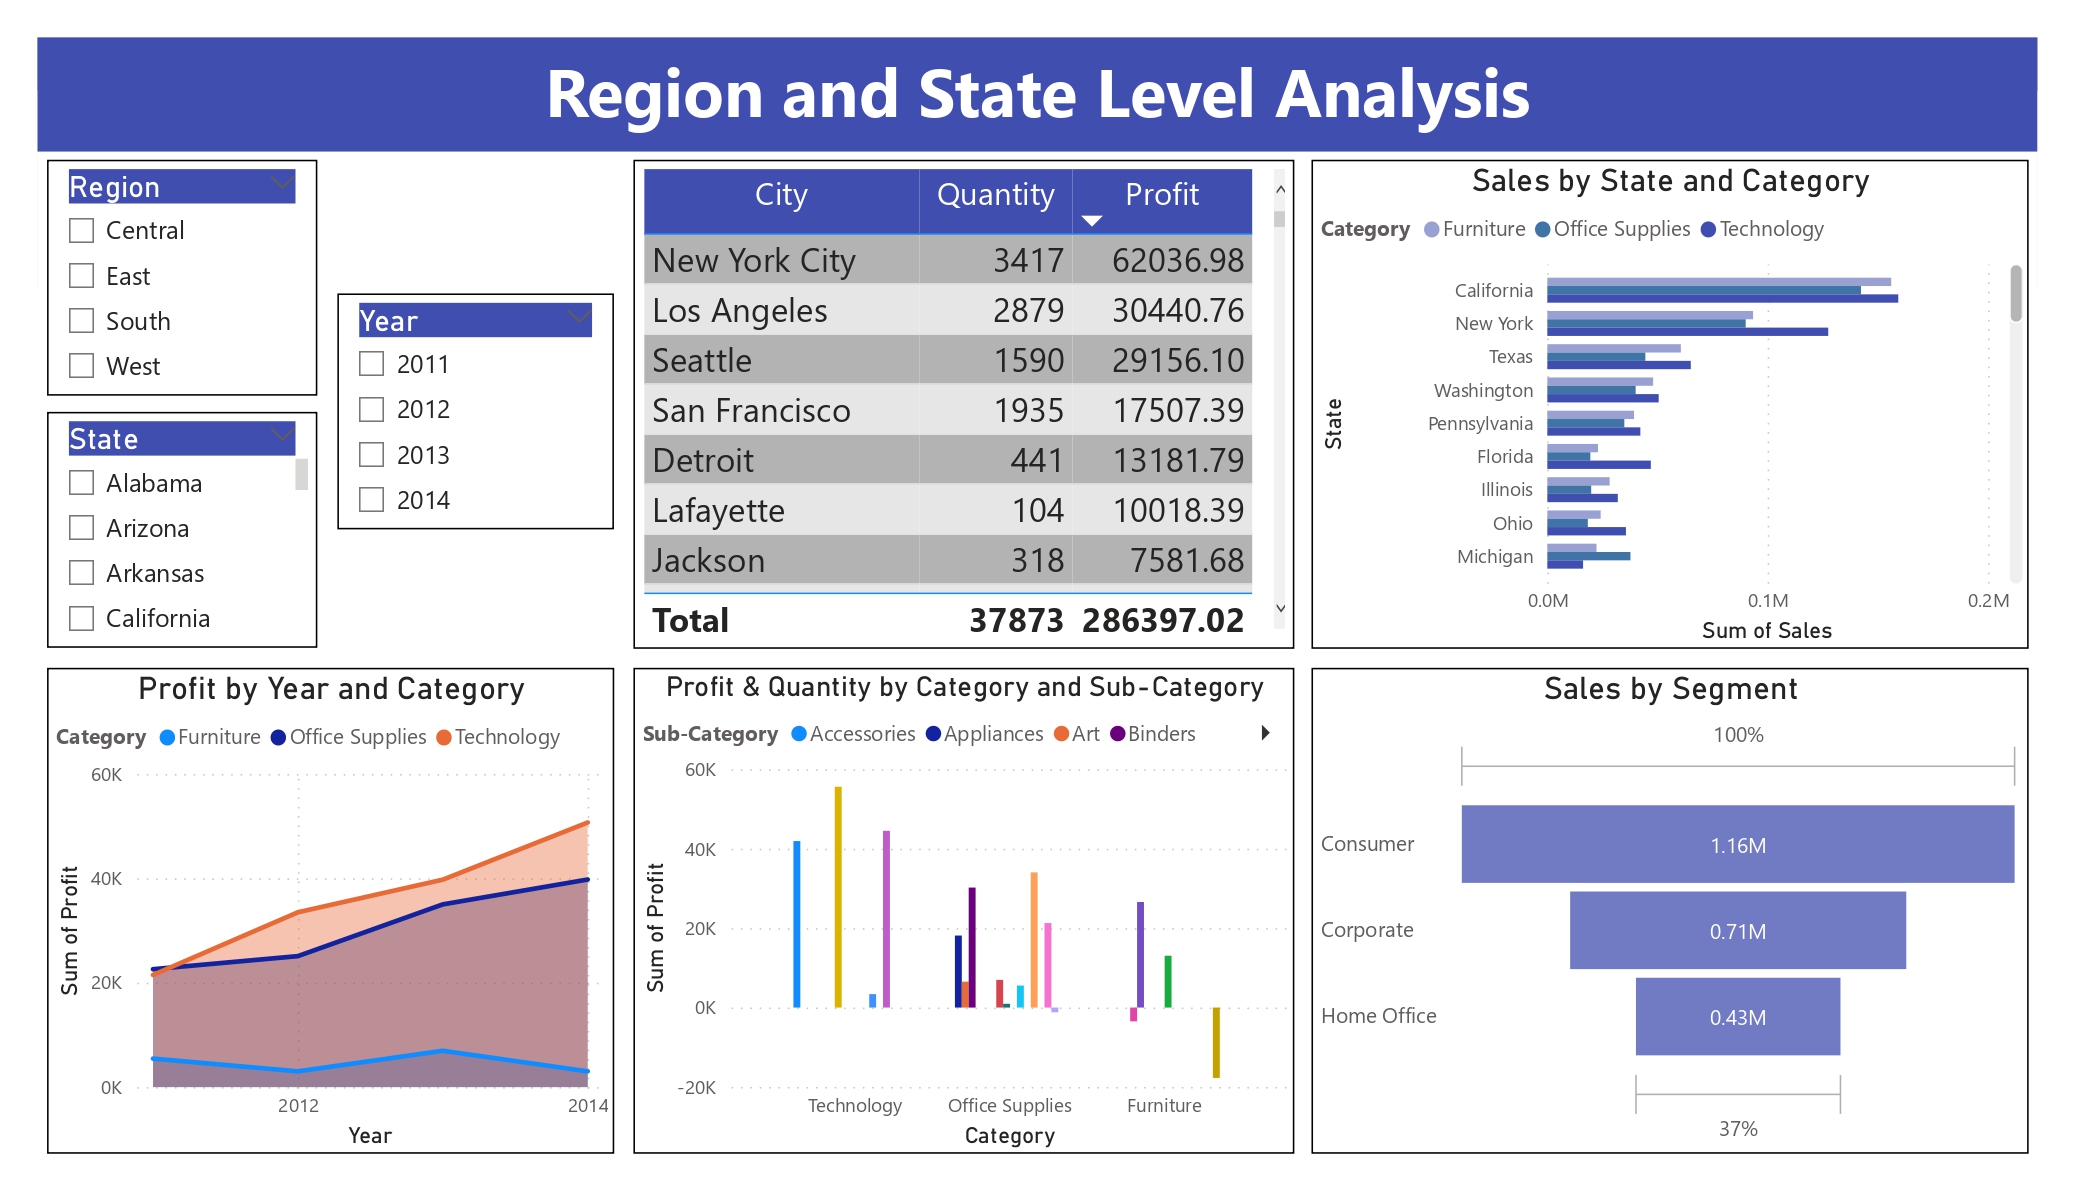 Region and State Level Analysis
Region
Central
East
South
West
State
Alabama
Arizona
Arkansas
California
Year
2011
2012
2013
2014
City Quantity Profit
New York City 3417 62036.98
Los Angeles 2879 30440.76
Seattle 1590 29156.10
San Francisco 1935 17507.39
Detroit 441 13181.79
Lafayette 104 10018.39
Jackson 318 7581.68
Total 37873 286397.02
Sales by State and Category
Category Furniture Office Supplies Technology
State
California
New York
Texas
Washington
Pennsylvania
Florida
Illinois
Ohio
Michigan
0.0M 0.1M 0.2M
Sum of Sales
Profit by Year and Category
Category Furniture Office Supplies Technology
Sum of Profit
60K
40K
20K
0K
2012 2014
Year
Profit & Quantity by Category and Sub-Category
Sub-Category Accessories Appliances Art Binders
Sum of Profit
60K
40K
20K
0K
-20K
Technology Office Supplies Furniture
Category
Sales by Segment
100%
Consumer 1.16M
Corporate 0.71M
Home Office 0.43M
37%